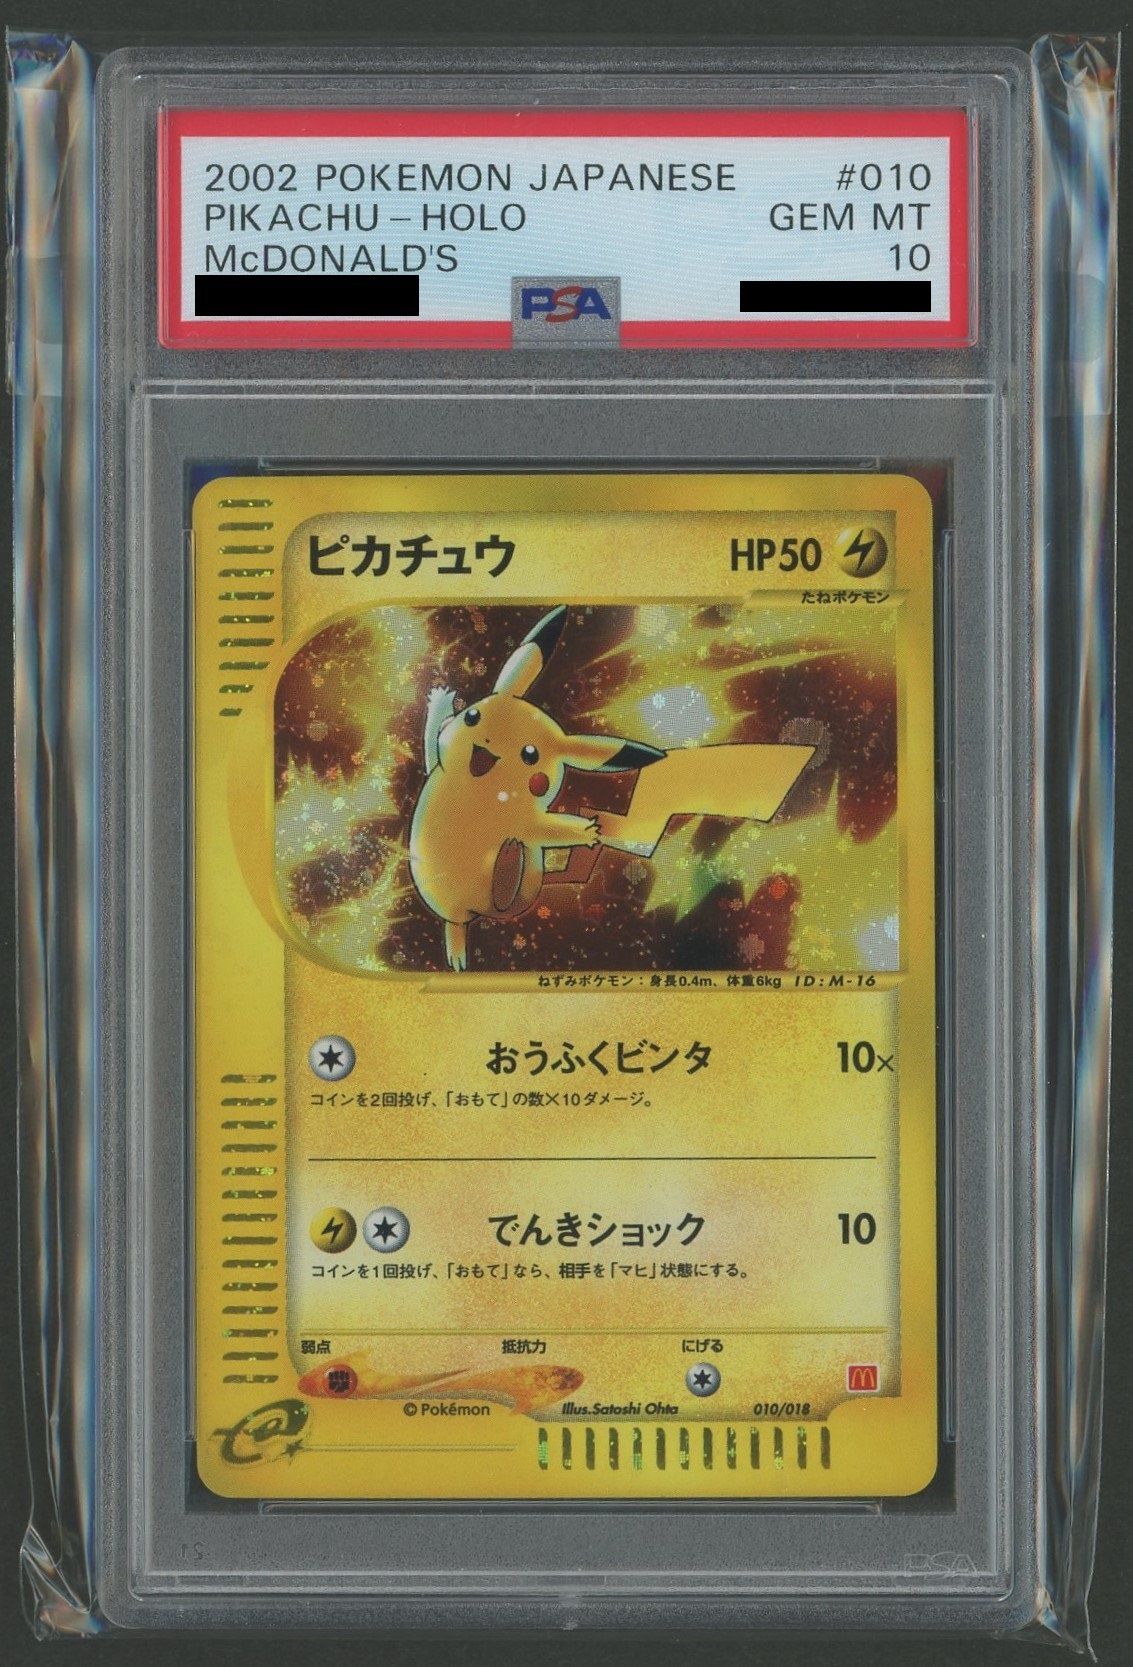 2002 POKEMON JAPANESE #010
PIKACHU – HOLO GEM MT
McDONALD'S 10
PSA
ピカチュウ HP50
たねポケモン
ねずみポケモン：身長0.4m、体重6kg ID:M-16
おうふくビンタ 10×
コインを2回投げ、「おもて」の数×10ダメージ。
でんきショック 10
コインを1回投げ、「おもて」なら、相手を「マヒ」状態にする。
弱点 抵抗力 にげる
© Pokémon Illus.Satoshi Ohta 010/018
PSA